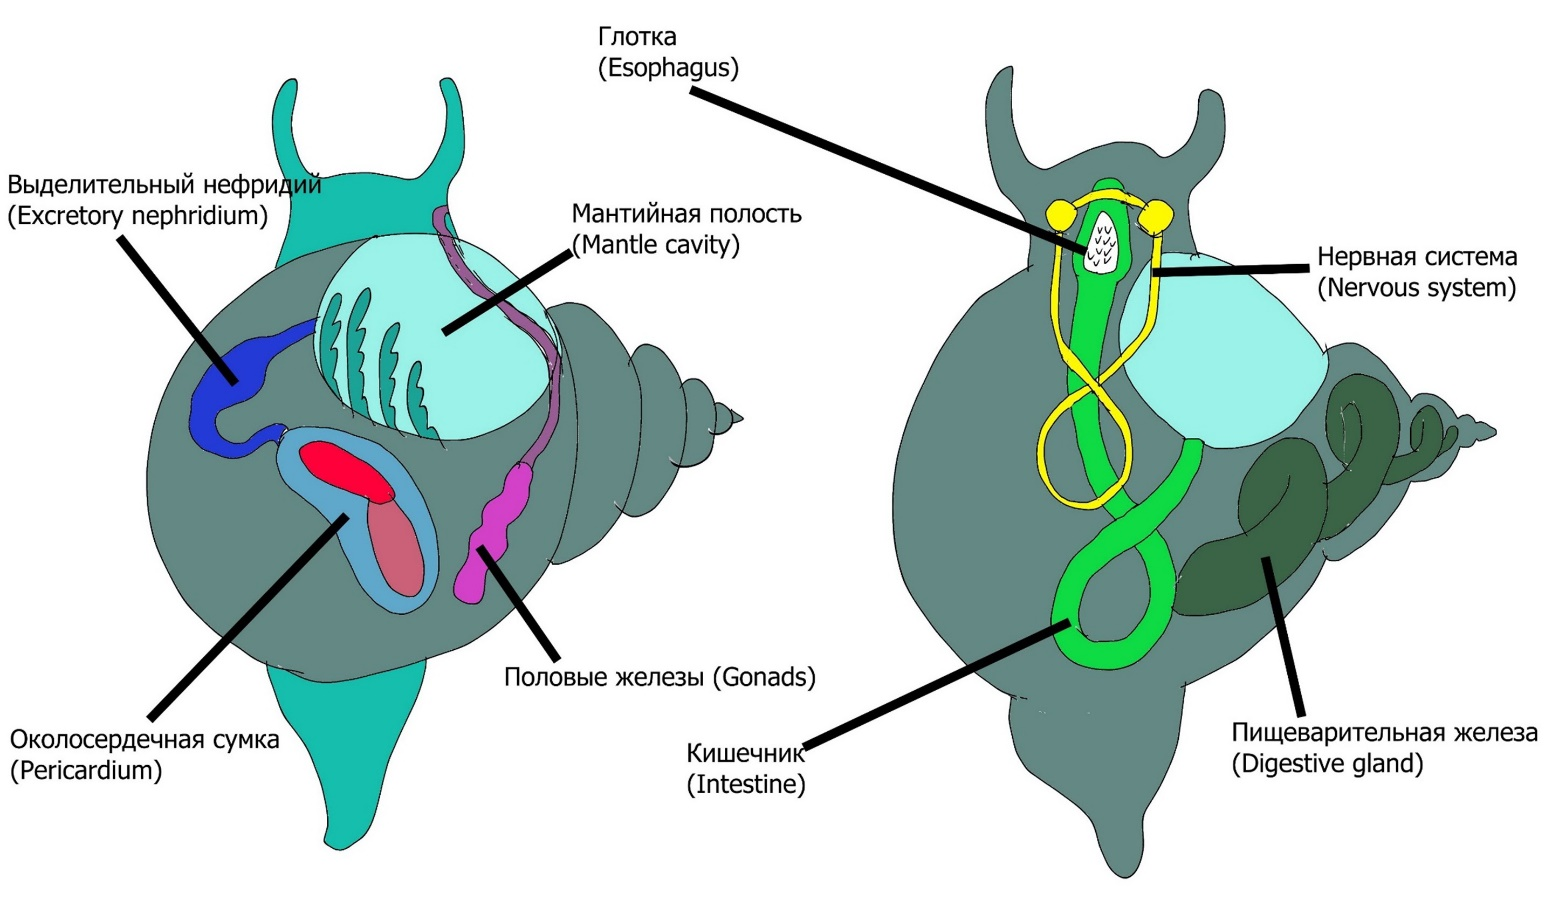 Глотка
(Esophagus)
Выделительный нефридий
(Excretory nephridium)
Мантийная полость
(Mantle cavity)
Нервная система
(Nervous system)
Половые железы (Gonads)
Околосердечная сумка
(Pericardium)
Кишечник
(Intestine)
Пищеварительная железа
(Digestive gland)